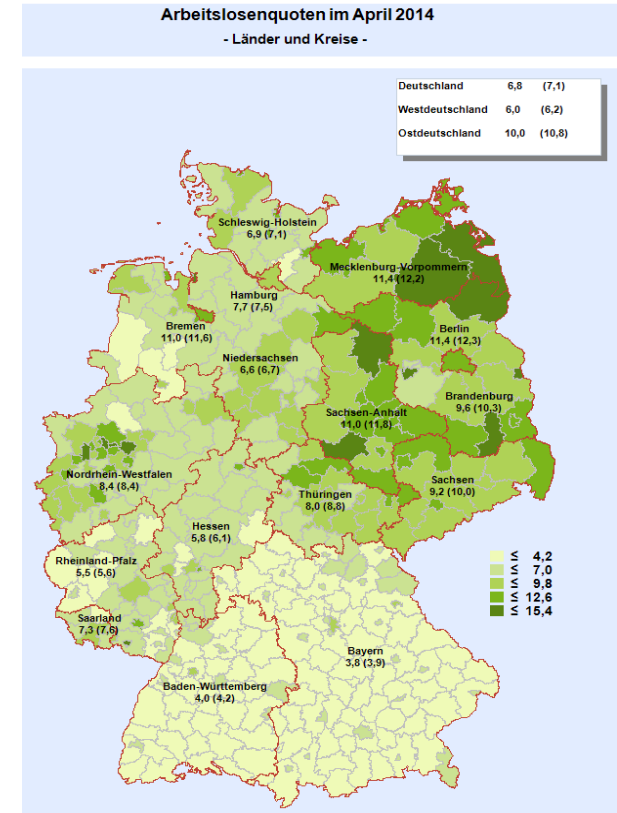 Arbeitslosenquoten im April 2014
- Länder und Kreise -
Deutschland 6,8 (7,1)
Westdeutschland 6,0 (6,2)
Ostdeutschland 10,0 (10,8)
Schleswig-Holstein
6,9 (7,1)
Mecklenburg-Vorpommern
11,4 (12,2)
Hamburg
7,7 (7,5)
Bremen
11,0 (11,6)
Berlin
11,4 (12,3)
Niedersachsen
6,6 (6,7)
Brandenburg
9,6 (10,3)
Sachsen-Anhalt
11,0 (11,8)
Nordrhein-Westfalen
8,4 (8,4)
Sachsen
9,2 (10,0)
Thüringen
8,0 (8,8)
Hessen
5,8 (6,1)
Rheinland-Pfalz
5,5 (5,6)
≤ 4,2
≤ 7,0
≤ 9,8
≤ 12,6
≤ 15,4
Saarland
7,3 (7,6)
Bayern
3,8 (3,9)
Baden-Württemberg
4,0 (4,2)